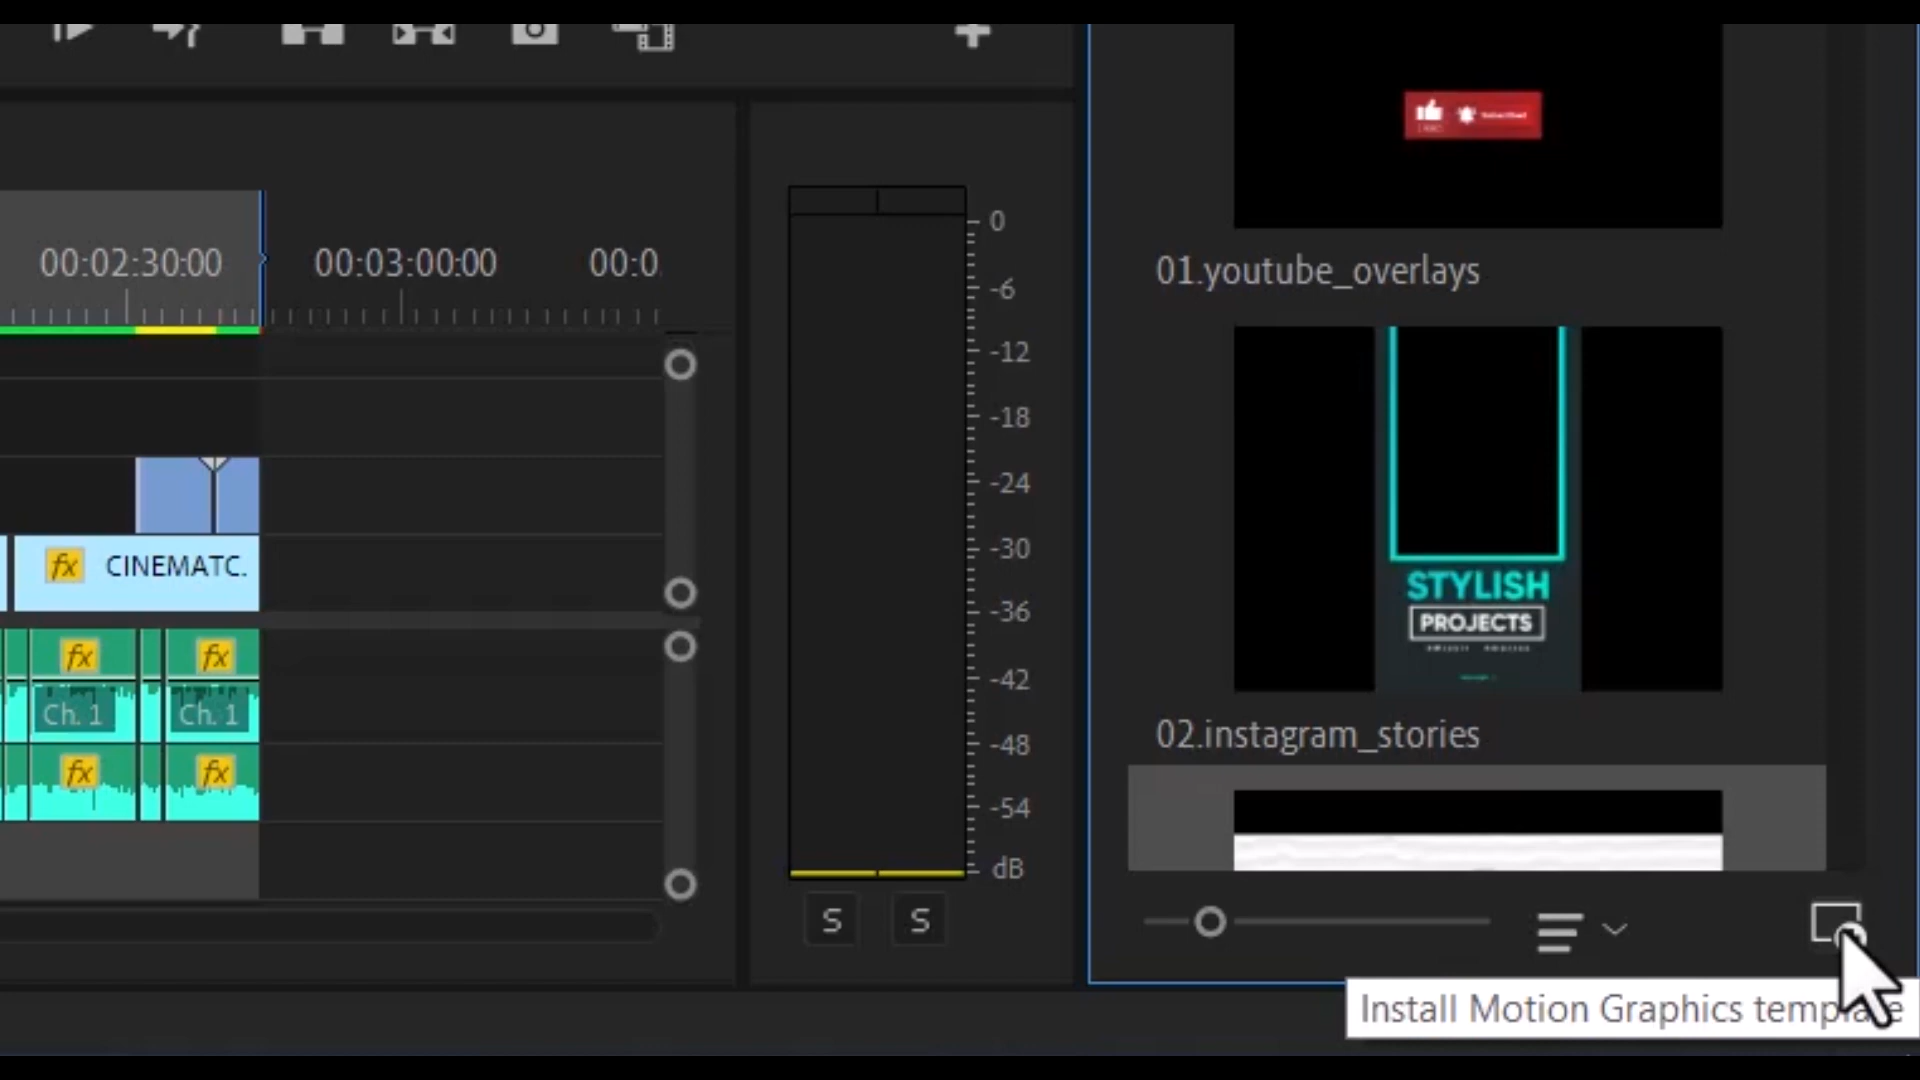 00:02:30:00
00:03:00:00
00:0
fx CINEMATC.
fx
fx
Ch. 1
Ch. 1
fx
fx
0
-6
-12
-18
-24
-30
-36
-42
-48
-54
dB
S
S
01.youtube_overlays
STYLISH
PROJECTS
02.instagram_stories
Install Motion Graphics template